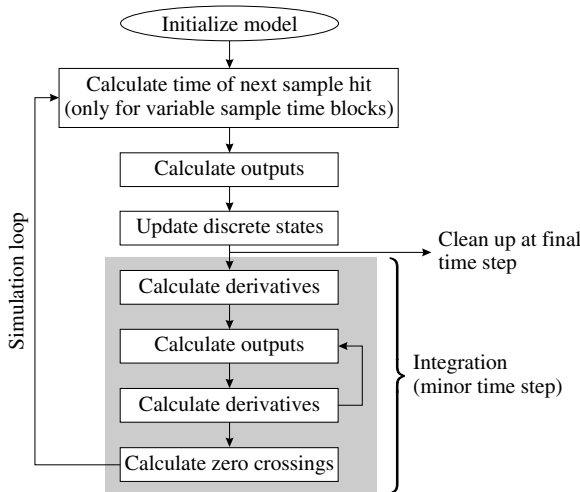 Initialize model
Calculate time of next sample hit
(only for variable sample time blocks)
Calculate outputs
Update discrete states
Clean up at final
time step
Simulation loop
Calculate derivatives
Calculate outputs
Integration
(minor time step)
Calculate derivatives
Calculate zero crossings